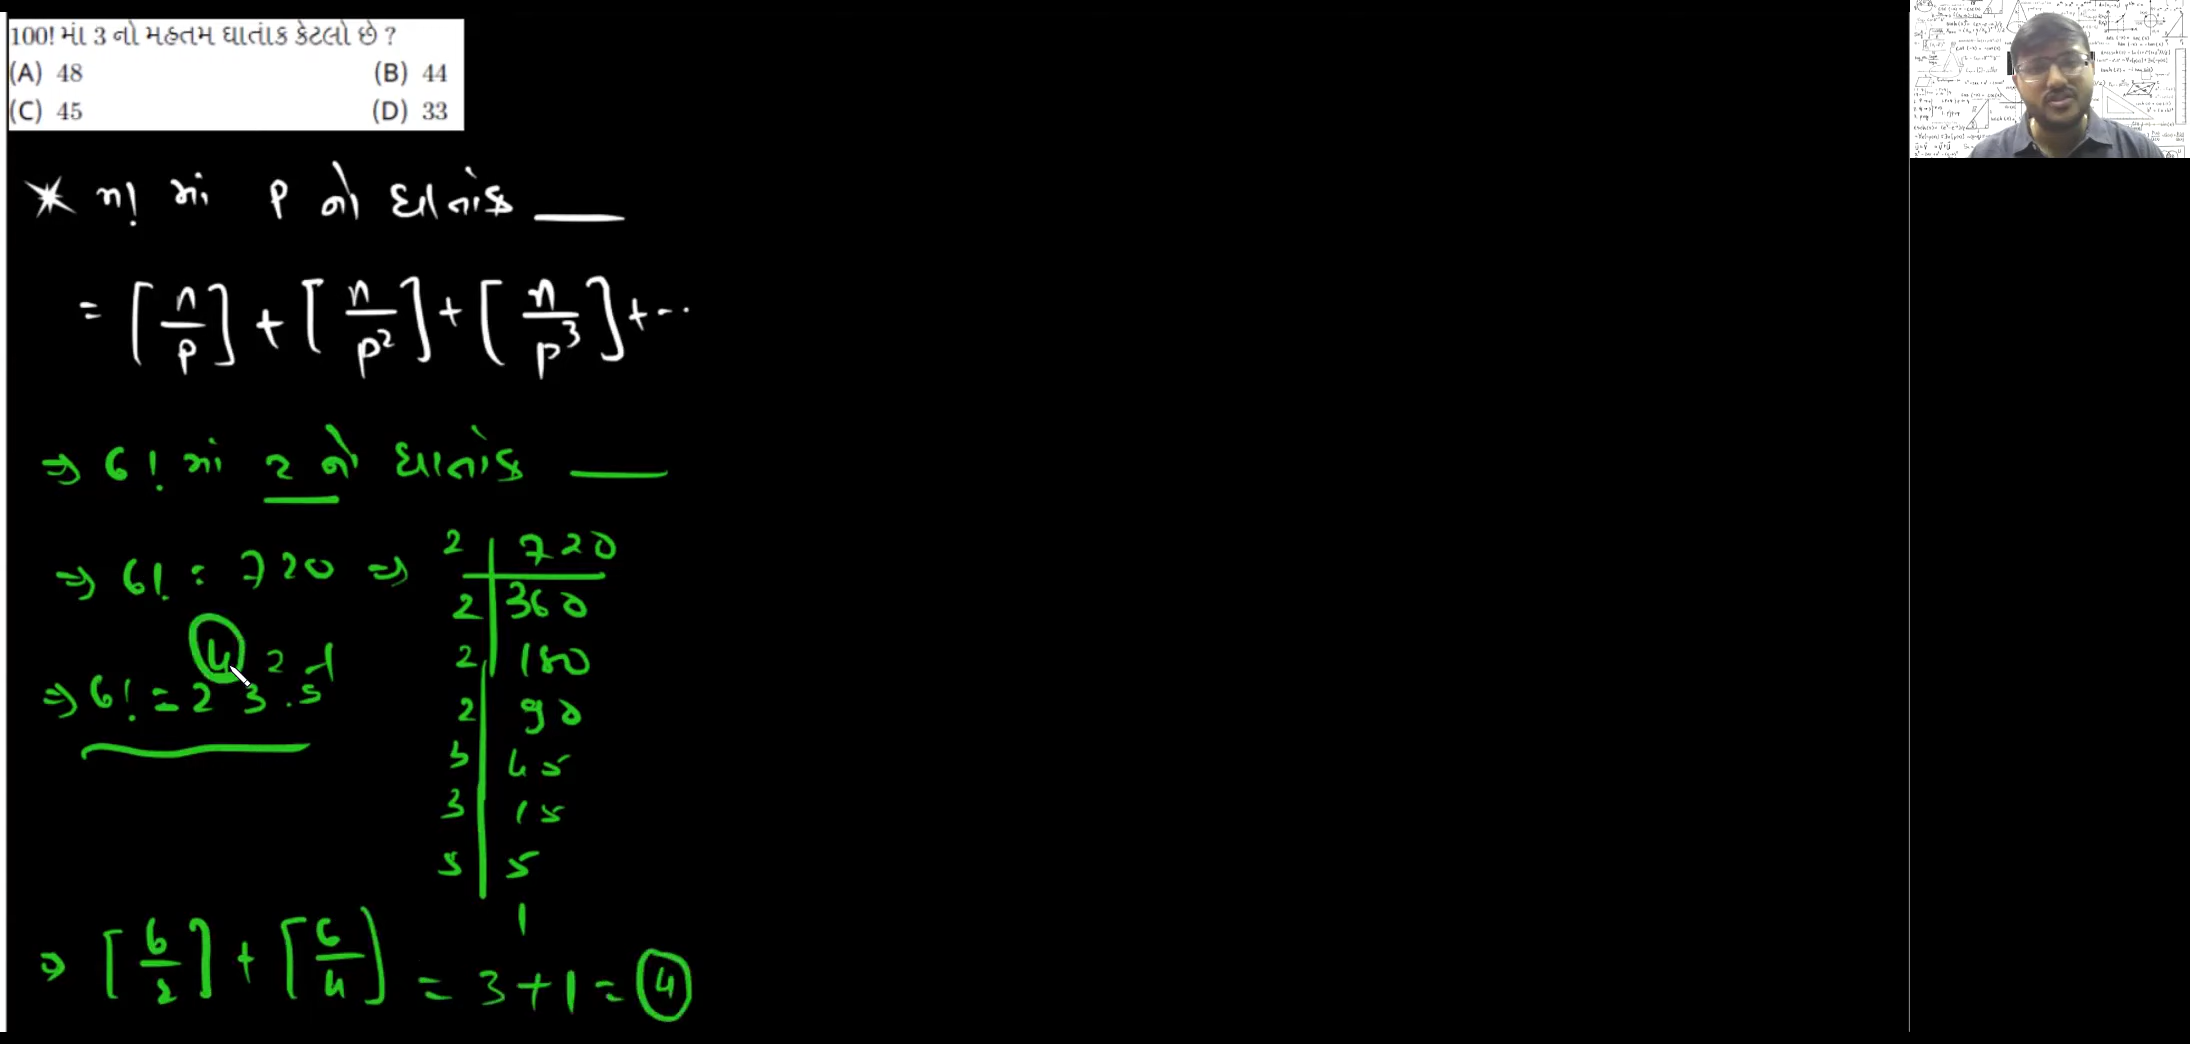 100! માં 3 નો મહતમ ઘાતાંક કેટલો છે ?
(A) 48 (B) 44
(C) 45 (D) 33
* n! માં P નો ઘાતાંક ___
= [n/p] + [n/p²] + [n/p³] + ...
⇒ 6! માં 2 નો ઘાતાંક ___
⇒ 6! = 720 ⇒
2 | 720
2 | 360
2 | 180
2 | 90
3 | 45
3 | 15
5 | 5
1
⇒ 6! = 2⁴ 3² . 5¹
⇒ [6/2] + [6/4] = 3 + 1 = 4